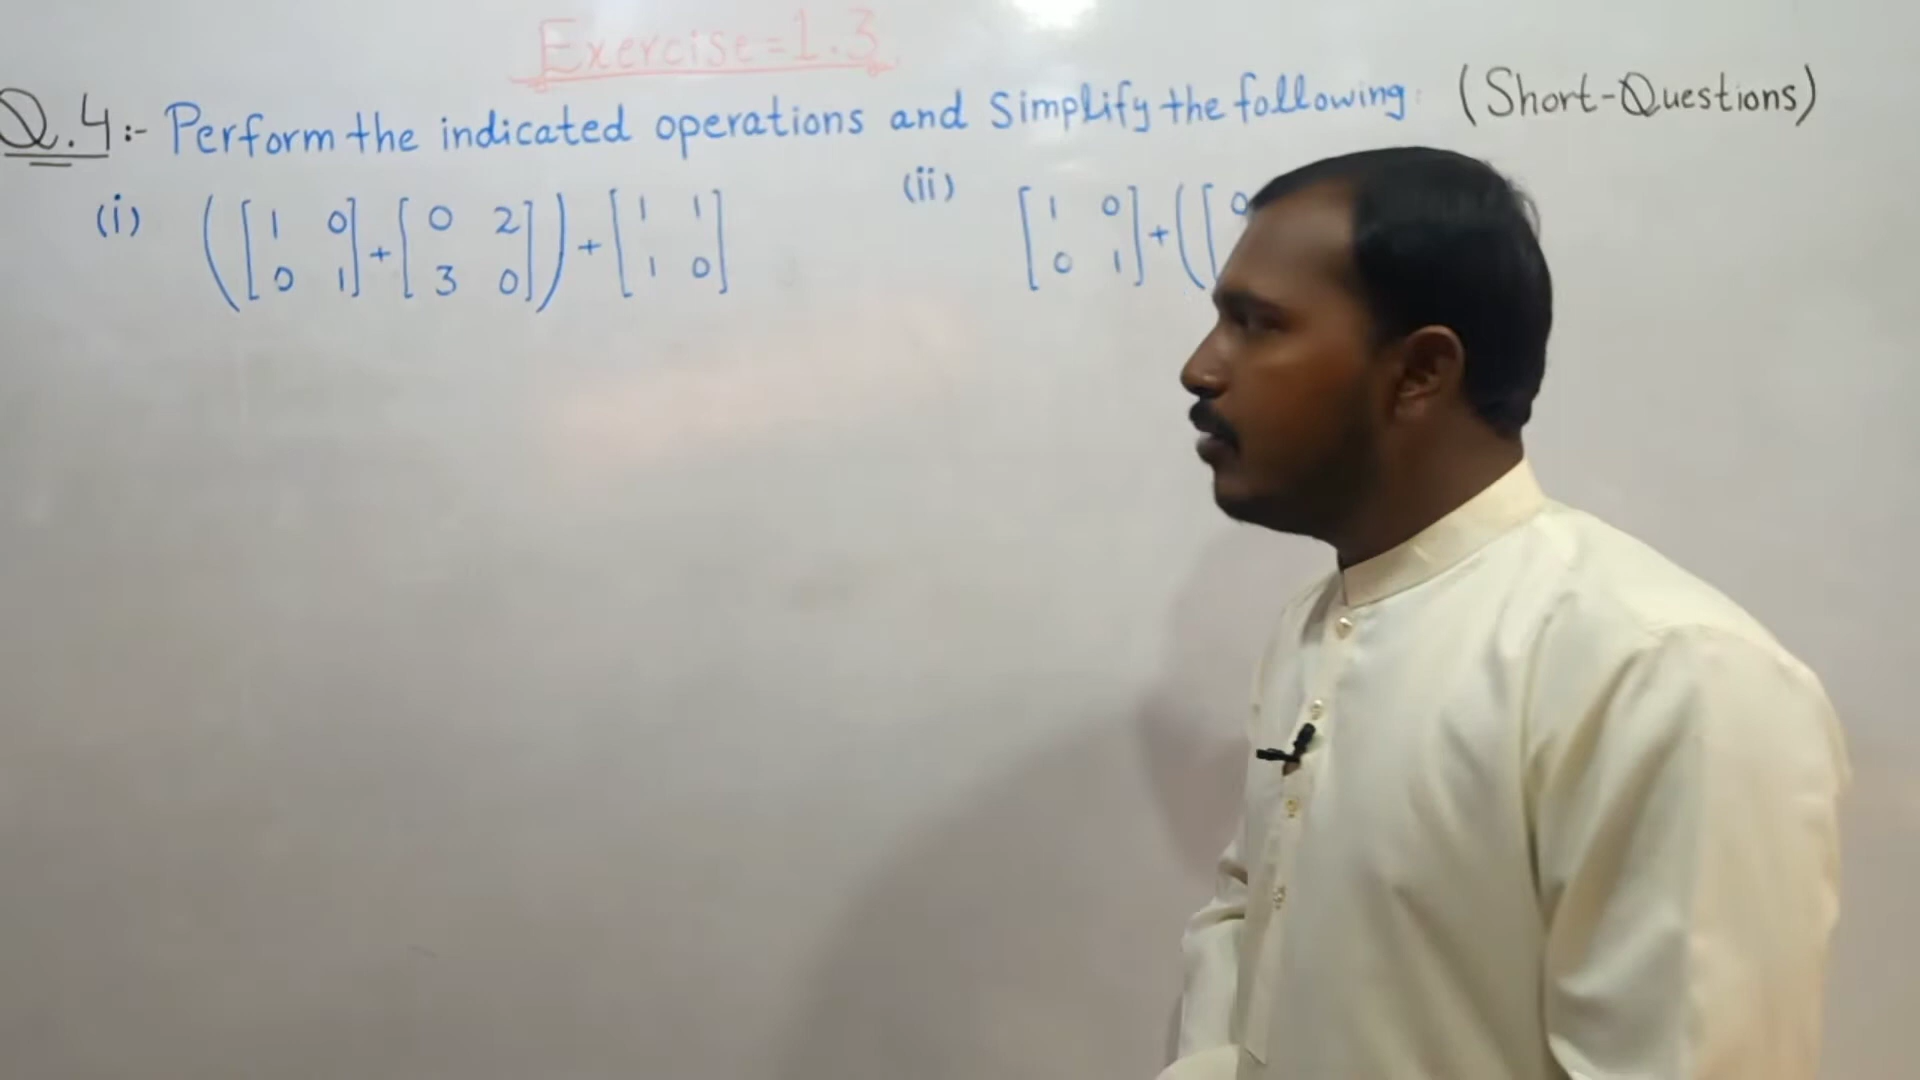 Exercise=1.3
Q.4:- Perform the indicated operations and Simplify the following: (Short-Questions)
(i) ([1 0 + [0 2]) + [1 1
0 1] [3 0] 1 0]
(ii) [1 0] + ([0
0 1]